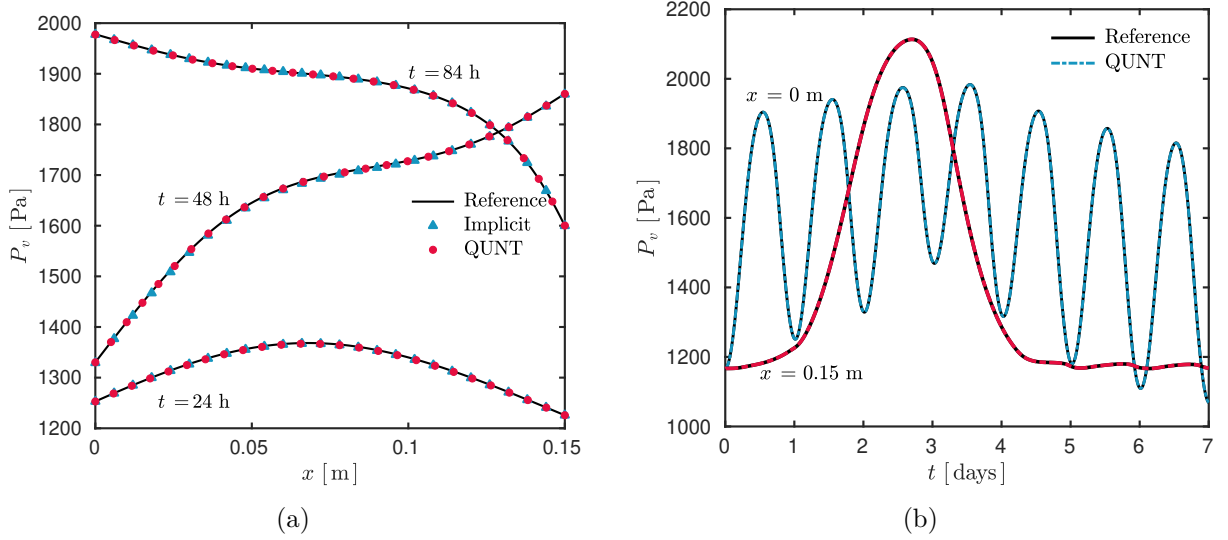 2000
1900
1800
1700
1600
1500
1400
1300
1200
P_v [Pa]
0
0.05
0.1
0.15
x [m]
t = 84 h
t = 48 h
t = 24 h
Reference
Implicit
QUNT
(a)
2200
2000
1800
1600
1400
1200
1000
P_v [Pa]
0
1
2
3
4
5
6
7
t [days]
x = 0 m
x = 0.15 m
Reference
QUNT
(b)